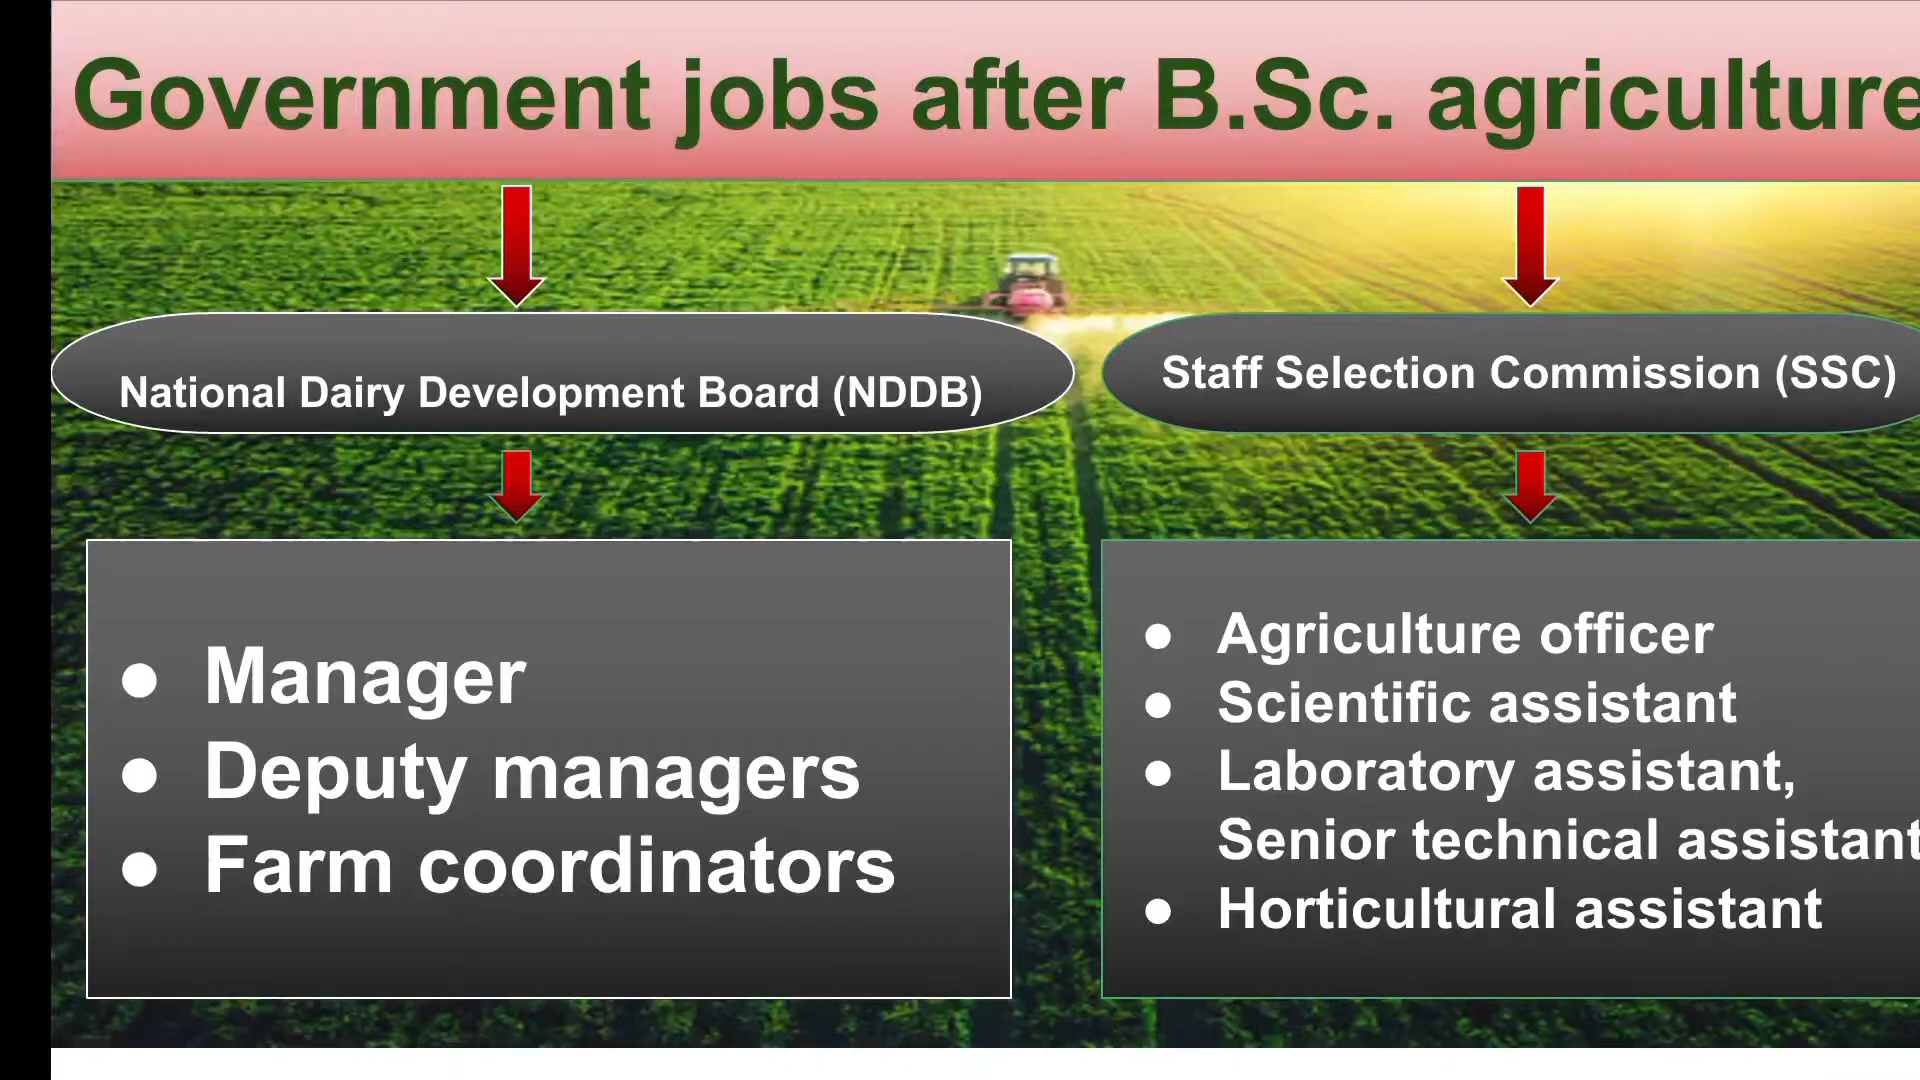 Government jobs after B.Sc. agriculture
National Dairy Development Board (NDDB)
Staff Selection Commission (SSC)
● Manager
● Deputy managers
● Farm coordinators
● Agriculture officer
● Scientific assistant
● Laboratory assistant,
Senior technical assistant
● Horticultural assistant